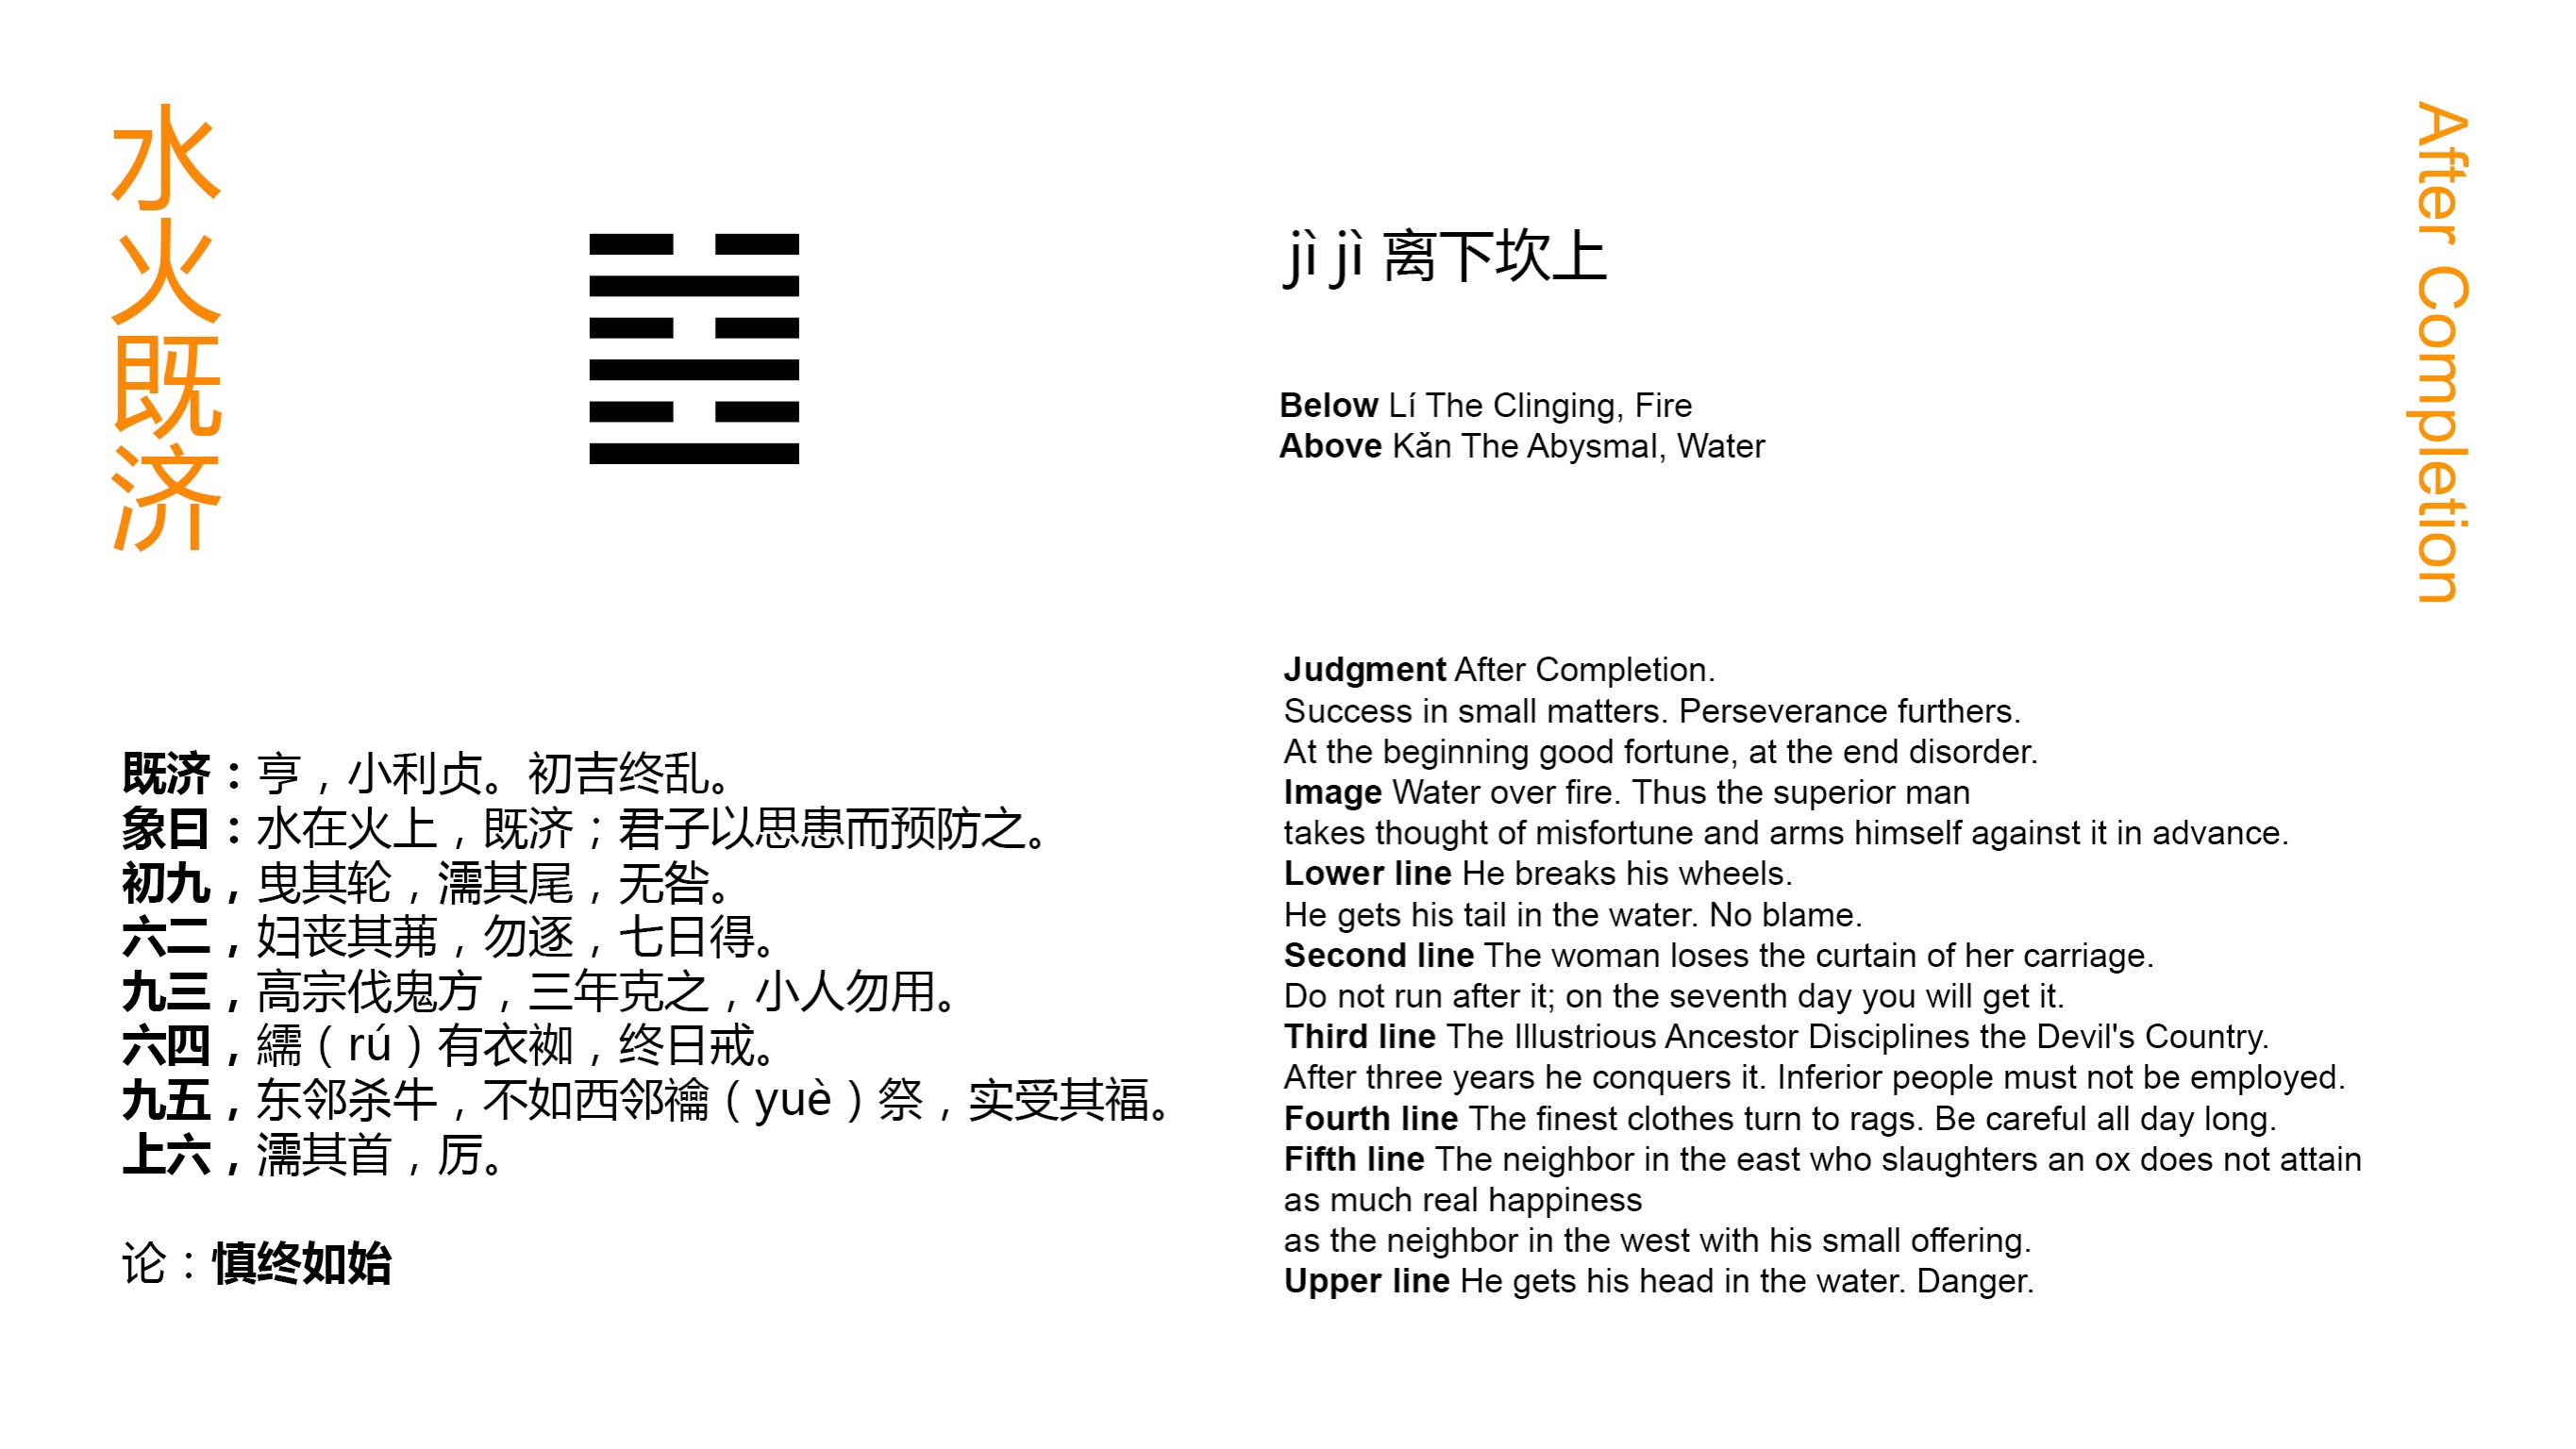 水火既济
jì jì 离下坎上
Below Lí The Clinging, Fire
Above Kǎn The Abysmal, Water
After Completion
既济：亨，小利贞。初吉终乱。
象曰：水在火上，既济；君子以思患而预防之。
初九，曳其轮，濡其尾，无咎。
六二，妇丧其茀，勿逐，七日得。
九三，高宗伐鬼方，三年克之，小人勿用。
六四，繻（rú）有衣袽，终日戒。
九五，东邻杀牛，不如西邻禴（yuè）祭，实受其福。
上六，濡其首，厉。
论：慎终如始
Judgment After Completion.
Success in small matters. Perseverance furthers.
At the beginning good fortune, at the end disorder.
Image Water over fire. Thus the superior man
takes thought of misfortune and arms himself against it in advance.
Lower line He breaks his wheels.
He gets his tail in the water. No blame.
Second line The woman loses the curtain of her carriage.
Do not run after it; on the seventh day you will get it.
Third line The Illustrious Ancestor Disciplines the Devil's Country.
After three years he conquers it. Inferior people must not be employed.
Fourth line The finest clothes turn to rags. Be careful all day long.
Fifth line The neighbor in the east who slaughters an ox does not attain
as much real happiness
as the neighbor in the west with his small offering.
Upper line He gets his head in the water. Danger.